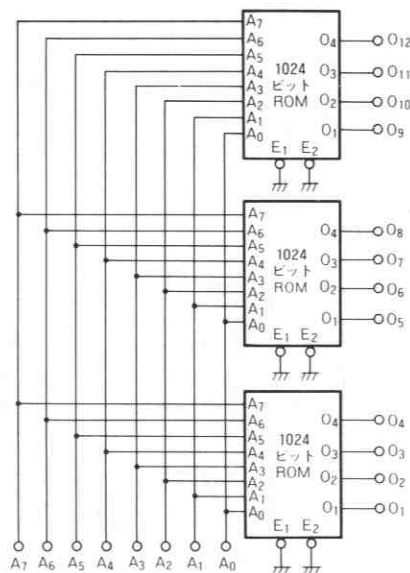 A7
A6
A5
A4
A3
A2
A1
A0
1024
ビット
ROM
O4 O12
O3 O11
O2 O10
O1 O9
E1 E2
A7
A6
A5
A4
A3
A2
A1
A0
1024
ビット
ROM
O4 O8
O3 O7
O2 O6
O1 O5
E1 E2
A7
A6
A5
A4
A3
A2
A1
A0
1024
ビット
ROM
O4 O4
O3 O3
O2 O2
O1 O1
E1 E2
A7 A6 A5 A4 A3 A2 A1 A0